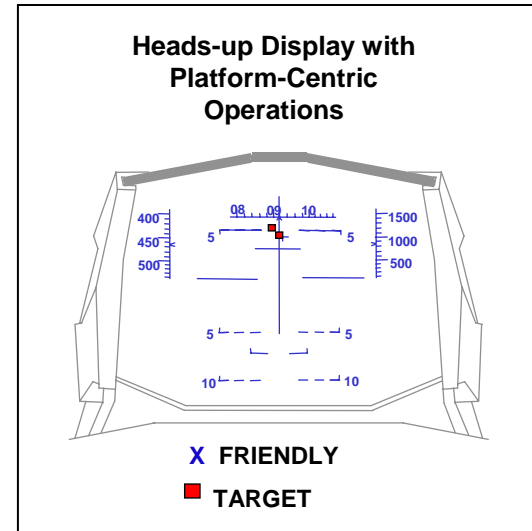 Heads-up Display with
Platform-Centric
Operations
08 09 10
400 1500
5 5
450 1000
500 500
5 5
10 10
X FRIENDLY
TARGET